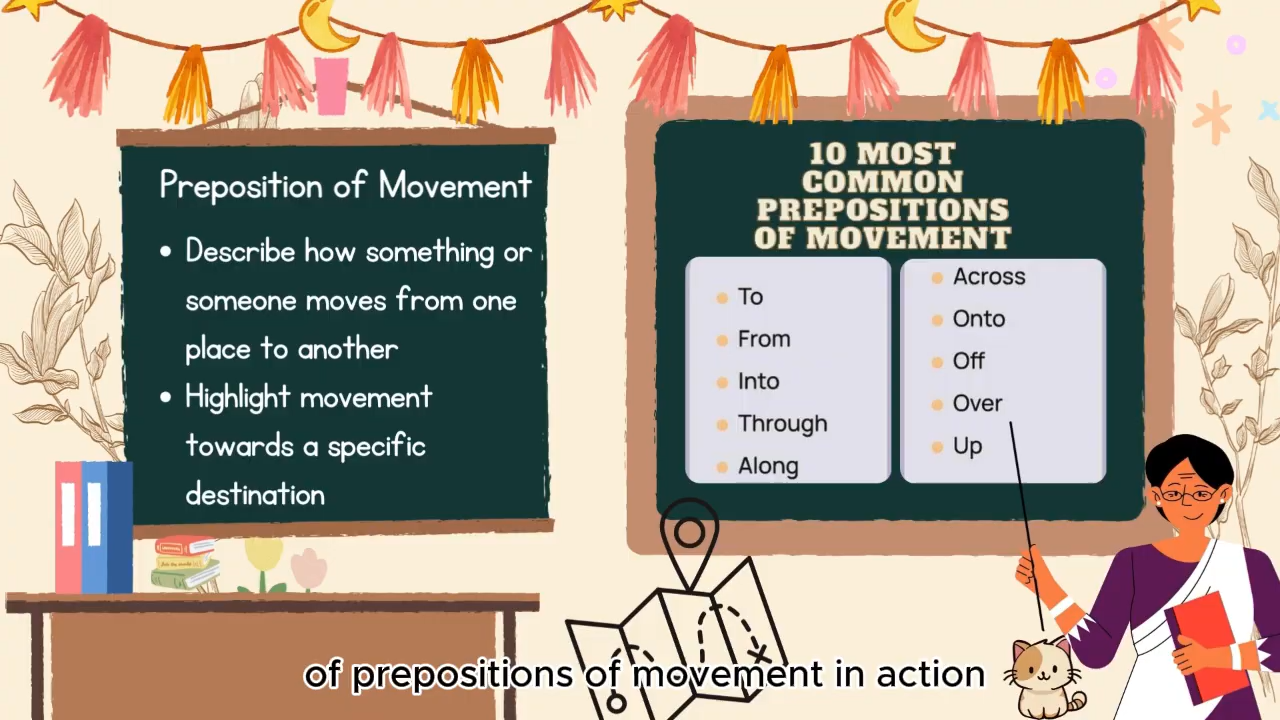 Preposition of Movement
• Describe how something or
someone moves from one
place to another
• Highlight movement
towards a specific
destination
10 MOST
COMMON
PREPOSITIONS
OF MOVEMENT
To
From
Into
Through
Along
Across
Onto
Off
Over
Up
of prepositions of movement in action